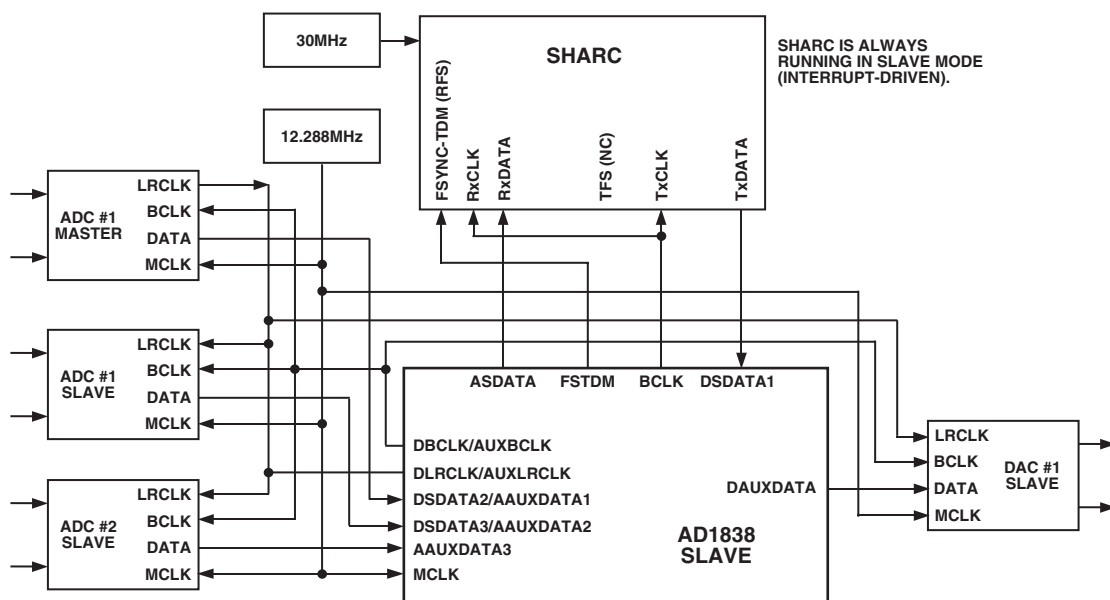 30MHz
SHARC
SHARC IS ALWAYS
RUNNING IN SLAVE MODE
(INTERRUPT-DRIVEN).
12.288MHz
FSYNC-TDM (RFS)
RxCLK
RxDATA
TFS (NC)
TxCLK
TxDATA
ADC #1
MASTER
LRCLK
BCLK
DATA
MCLK
ADC #1
SLAVE
LRCLK
BCLK
DATA
MCLK
ADC #2
SLAVE
LRCLK
BCLK
DATA
MCLK
ASDATA
FSTDM
BCLK
DSDATA1
DBCLK/AUXBCLK
DLRCLK/AUXLRCLK
DSDATA2/AAUXDATA1
DSDATA3/AAUXDATA2
AAUXDATA3
MCLK
DAUXDATA
AD1838
SLAVE
LRCLK
BCLK
DATA
MCLK
DAC #1
SLAVE